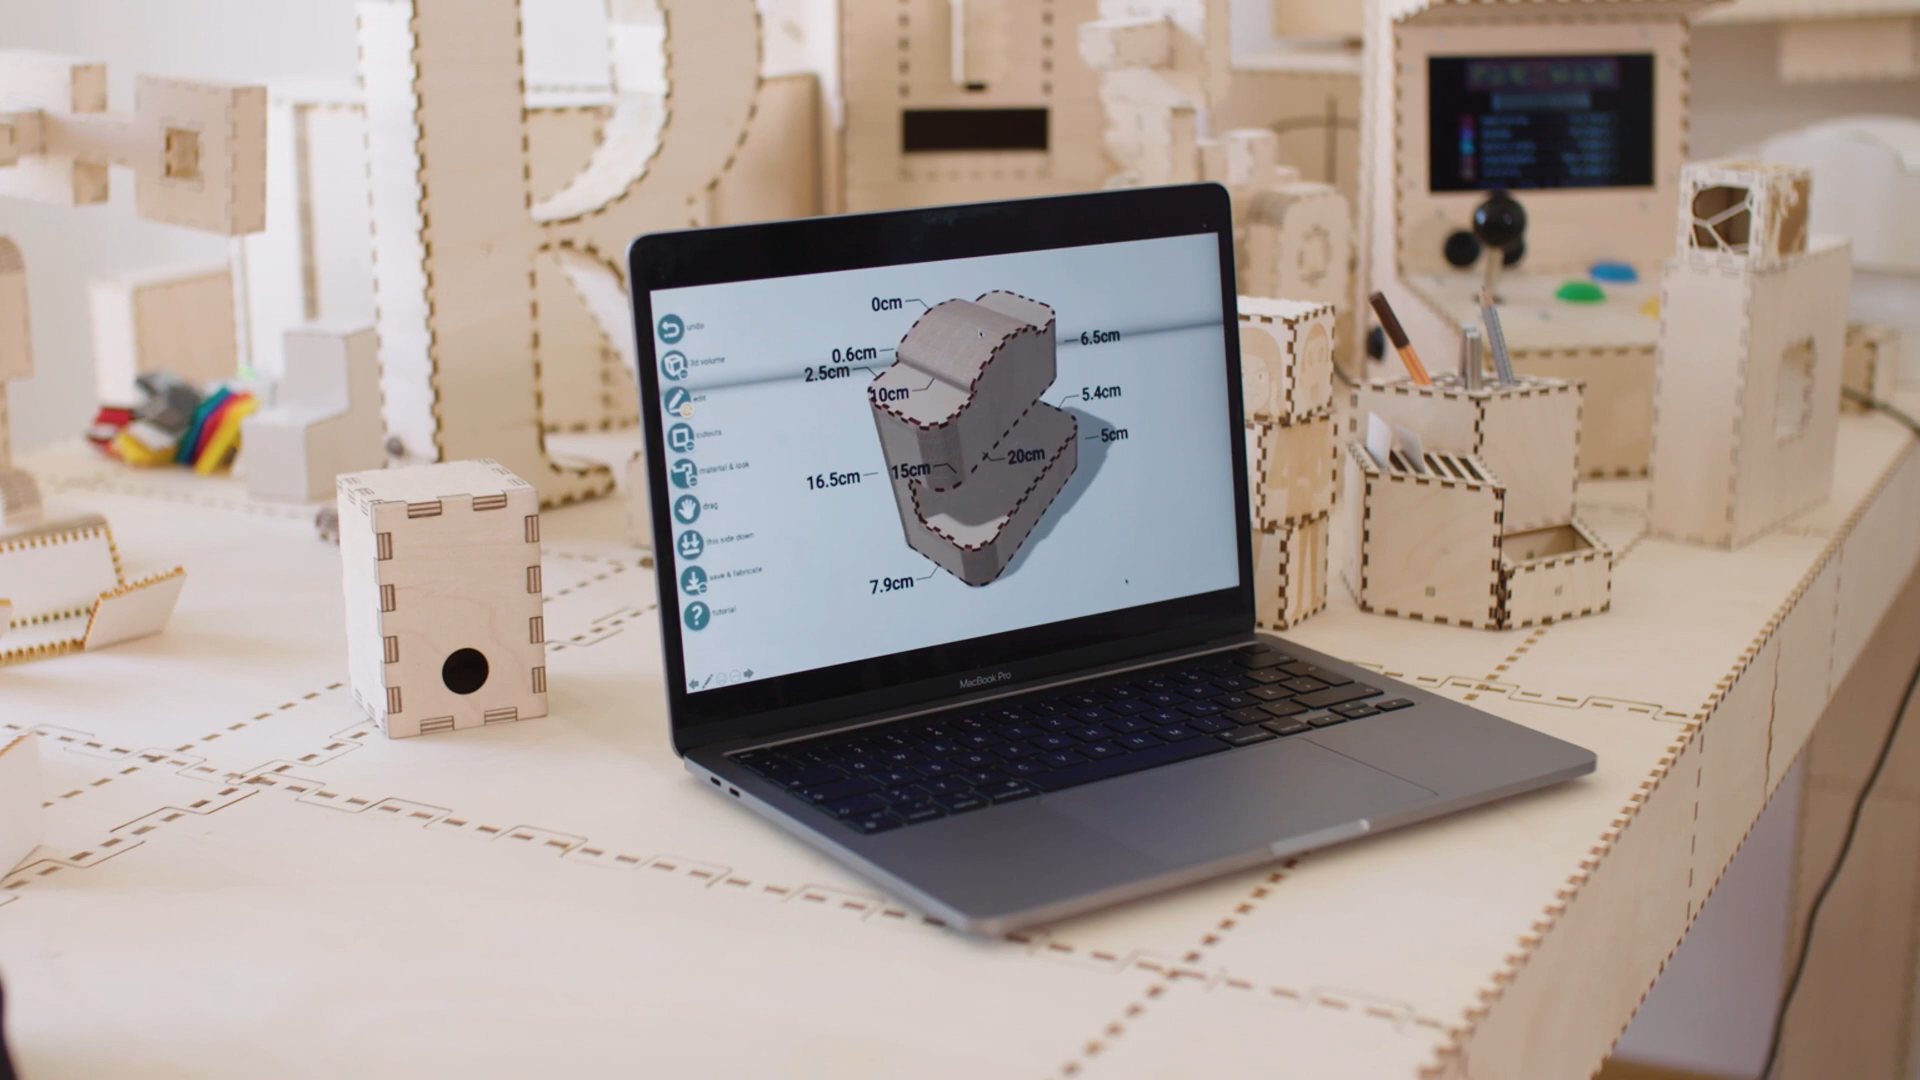 undo
3d volume
edit
cutouts
material & look
drag
this side down
save & fabricate
tutorial
?
0cm
0.6cm
2.5cm
10cm
6.5cm
5.4cm
5cm
20cm
15cm
16.5cm
7.9cm
MacBook Pro